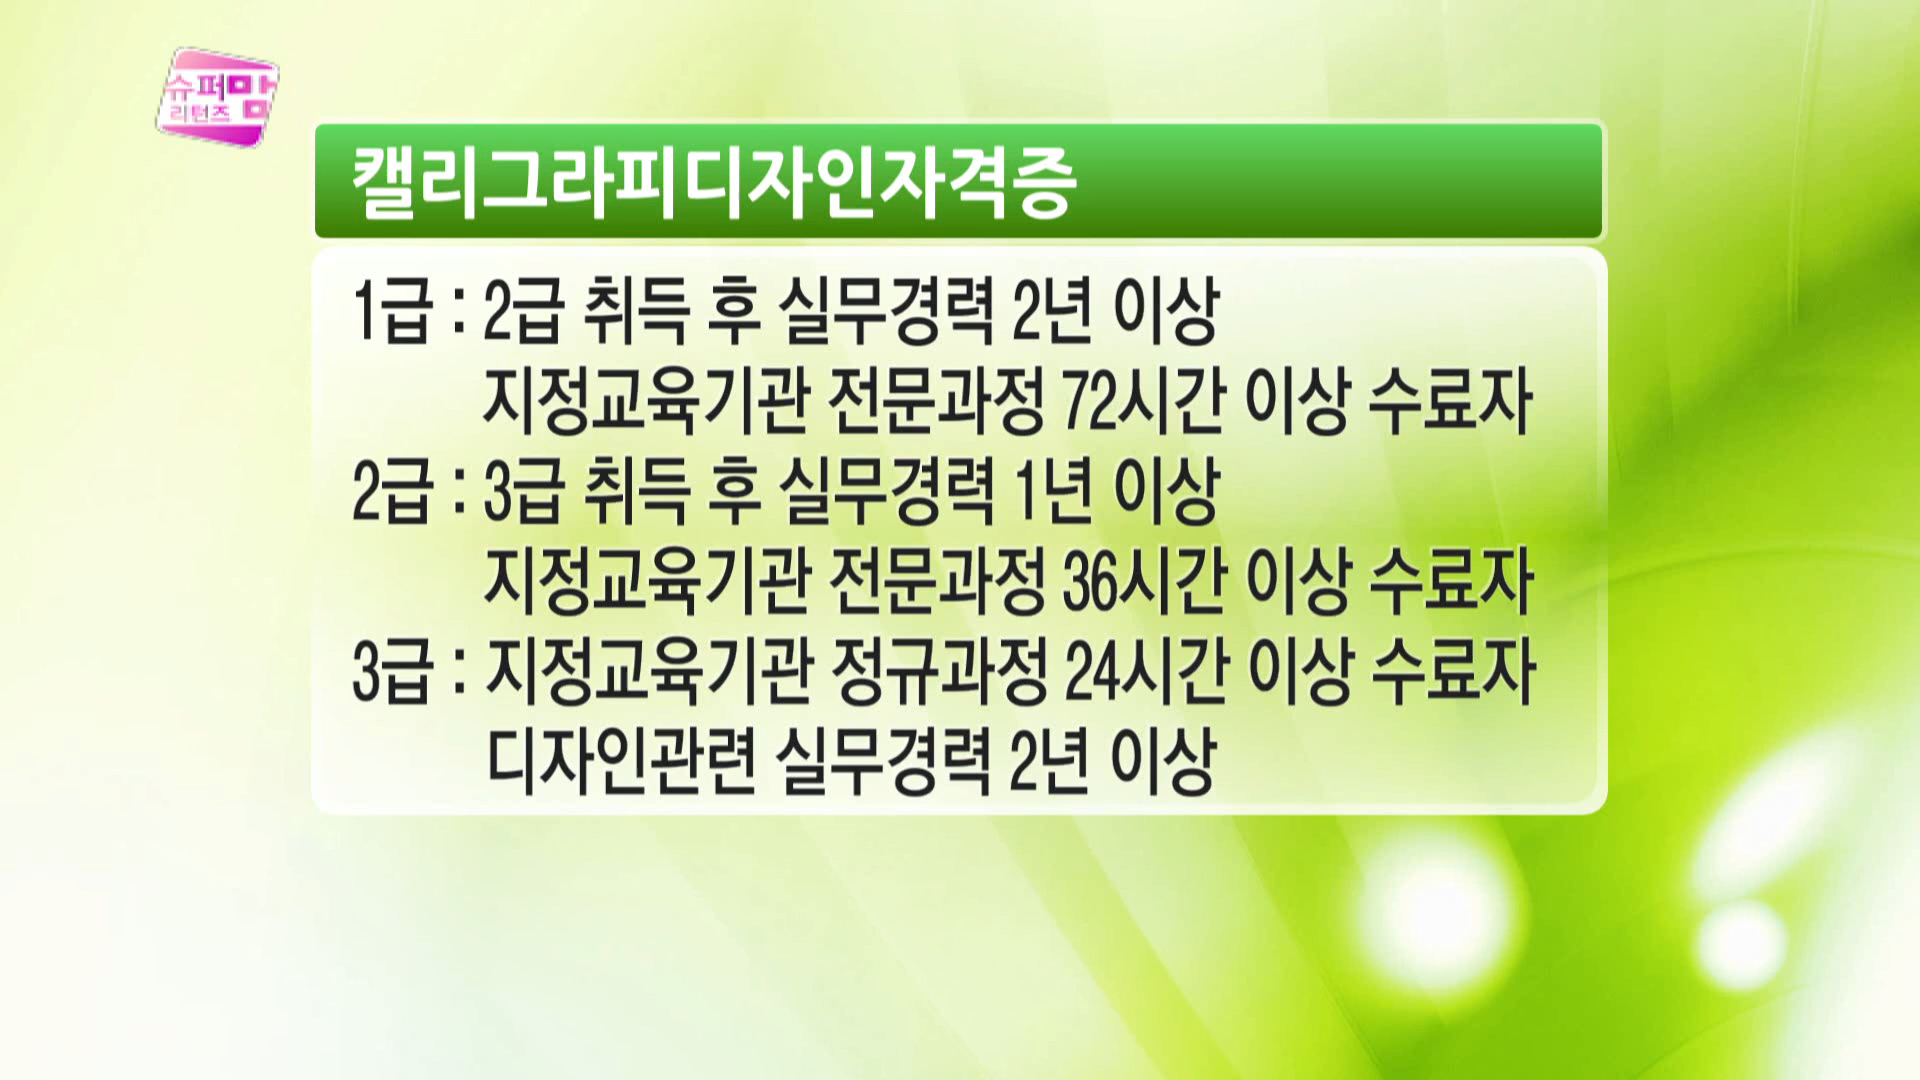 슈퍼맘
리턴즈
캘리그라피디자인자격증
1급 : 2급 취득 후 실무경력 2년 이상
지정교육기관 전문과정 72시간 이상 수료자
2급 : 3급 취득 후 실무경력 1년 이상
지정교육기관 전문과정 36시간 이상 수료자
3급 : 지정교육기관 정규과정 24시간 이상 수료자
디자인관련 실무경력 2년 이상